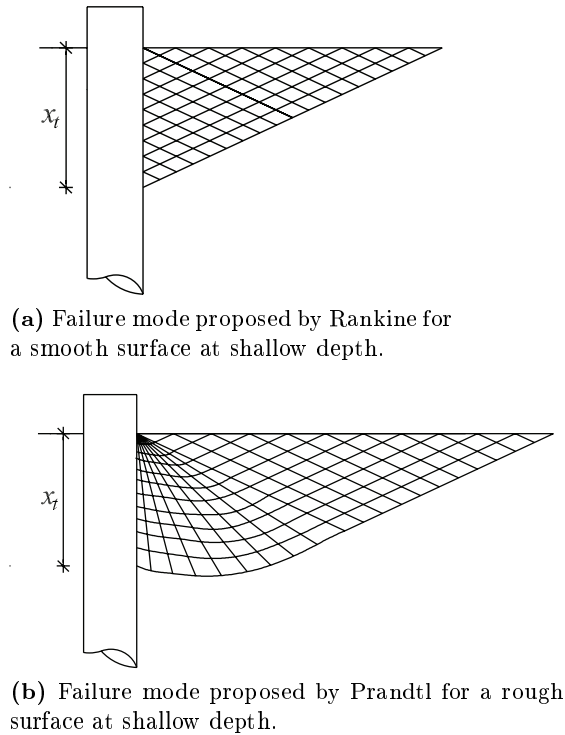 x_t
(a) Failure mode proposed by Rankine for
a smooth surface at shallow depth.
x_t
(b) Failure mode proposed by Prandtl for a rough
surface at shallow depth.